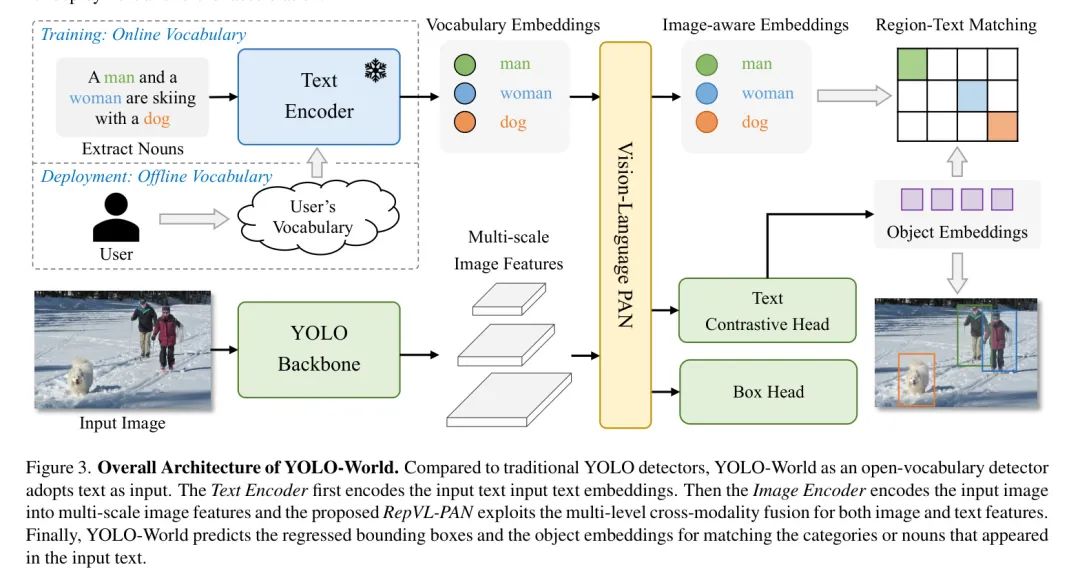 Training: Online Vocabulary
A man and a
woman are skiing
with a dog
Extract Nouns
Text
Encoder
Vocabulary Embeddings
man
woman
dog
Image-aware Embeddings
man
woman
dog
Region-Text Matching
Deployment: Offline Vocabulary
User
User's
Vocabulary
Vision-Language PAN
Multi-scale
Image Features
Object Embeddings
Text
Contrastive Head
YOLO
Backbone
Box Head
Input Image
Figure 3. Overall Architecture of YOLO-World. Compared to traditional YOLO detectors, YOLO-World as an open-vocabulary detector
adopts text as input. The Text Encoder first encodes the input text input text embeddings. Then the Image Encoder encodes the input image
into multi-scale image features and the proposed RepVL-PAN exploits the multi-level cross-modality fusion for both image and text features.
Finally, YOLO-World predicts the regressed bounding boxes and the object embeddings for matching the categories or nouns that appeared
in the input text.